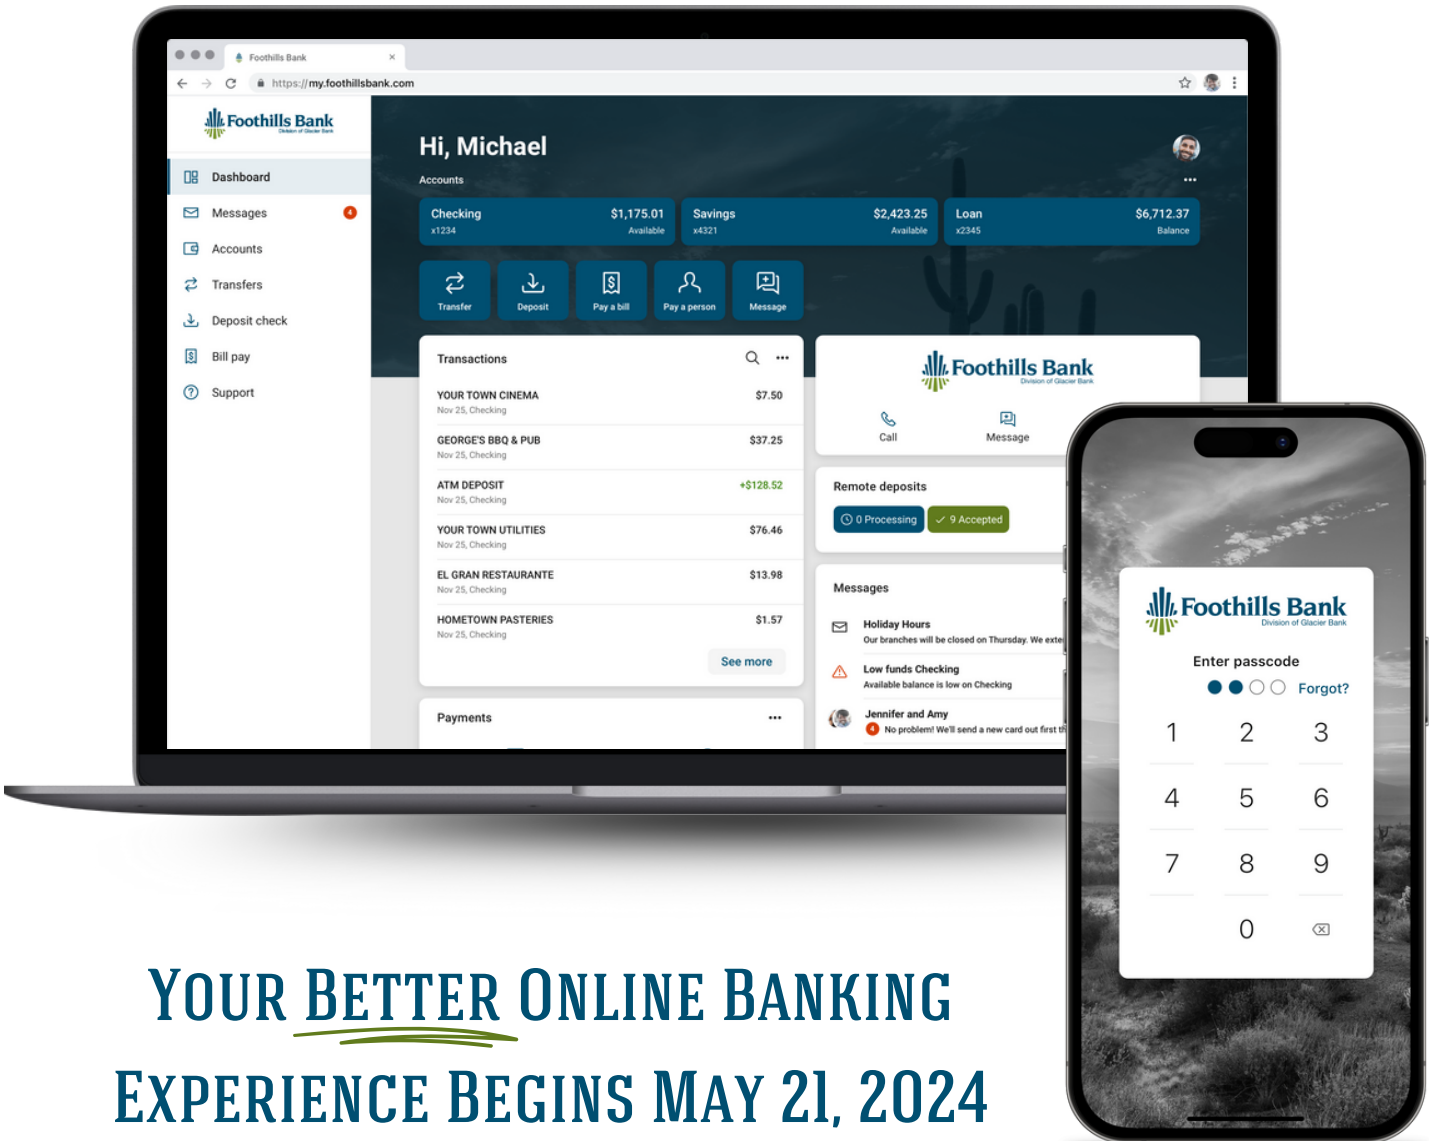 Foothills Bank
https://my.foothillsbank.com
Foothills Bank
Division of Glacier Bank
Dashboard
Messages 4
Accounts
Transfers
Deposit check
Bill pay
Support
Hi, Michael
Accounts
Checking $1,175.01
x1234 Available
Savings $2,423.25
x4321 Available
Loan $6,712.37
x2345 Balance
Transfer Deposit Pay a bill Pay a person Message
Transactions
YOUR TOWN CINEMA $7.50
Nov 25, Checking
GEORGE'S BBQ & PUB $37.25
Nov 25, Checking
ATM DEPOSIT +$128.52
Nov 25, Checking
YOUR TOWN UTILITIES $76.46
Nov 25, Checking
EL GRAN RESTAURANTE $13.98
Nov 25, Checking
HOMETOWN PASTERIES $1.57
Nov 25, Checking
See more
Payments
Foothills Bank
Division of Glacier Bank
Call Message
Remote deposits
0 Processing 9 Accepted
Messages
Holiday Hours
Our branches will be closed on Thursday. We exte
Low funds Checking
Available balance is low on Checking
Jennifer and Amy
4 No problem! We'll send a new card out first th
Foothills Bank
Division of Glacier Bank
Enter passcode
Forgot?
1 2 3
4 5 6
7 8 9
0
YOUR BETTER ONLINE BANKING
EXPERIENCE BEGINS MAY 21, 2024